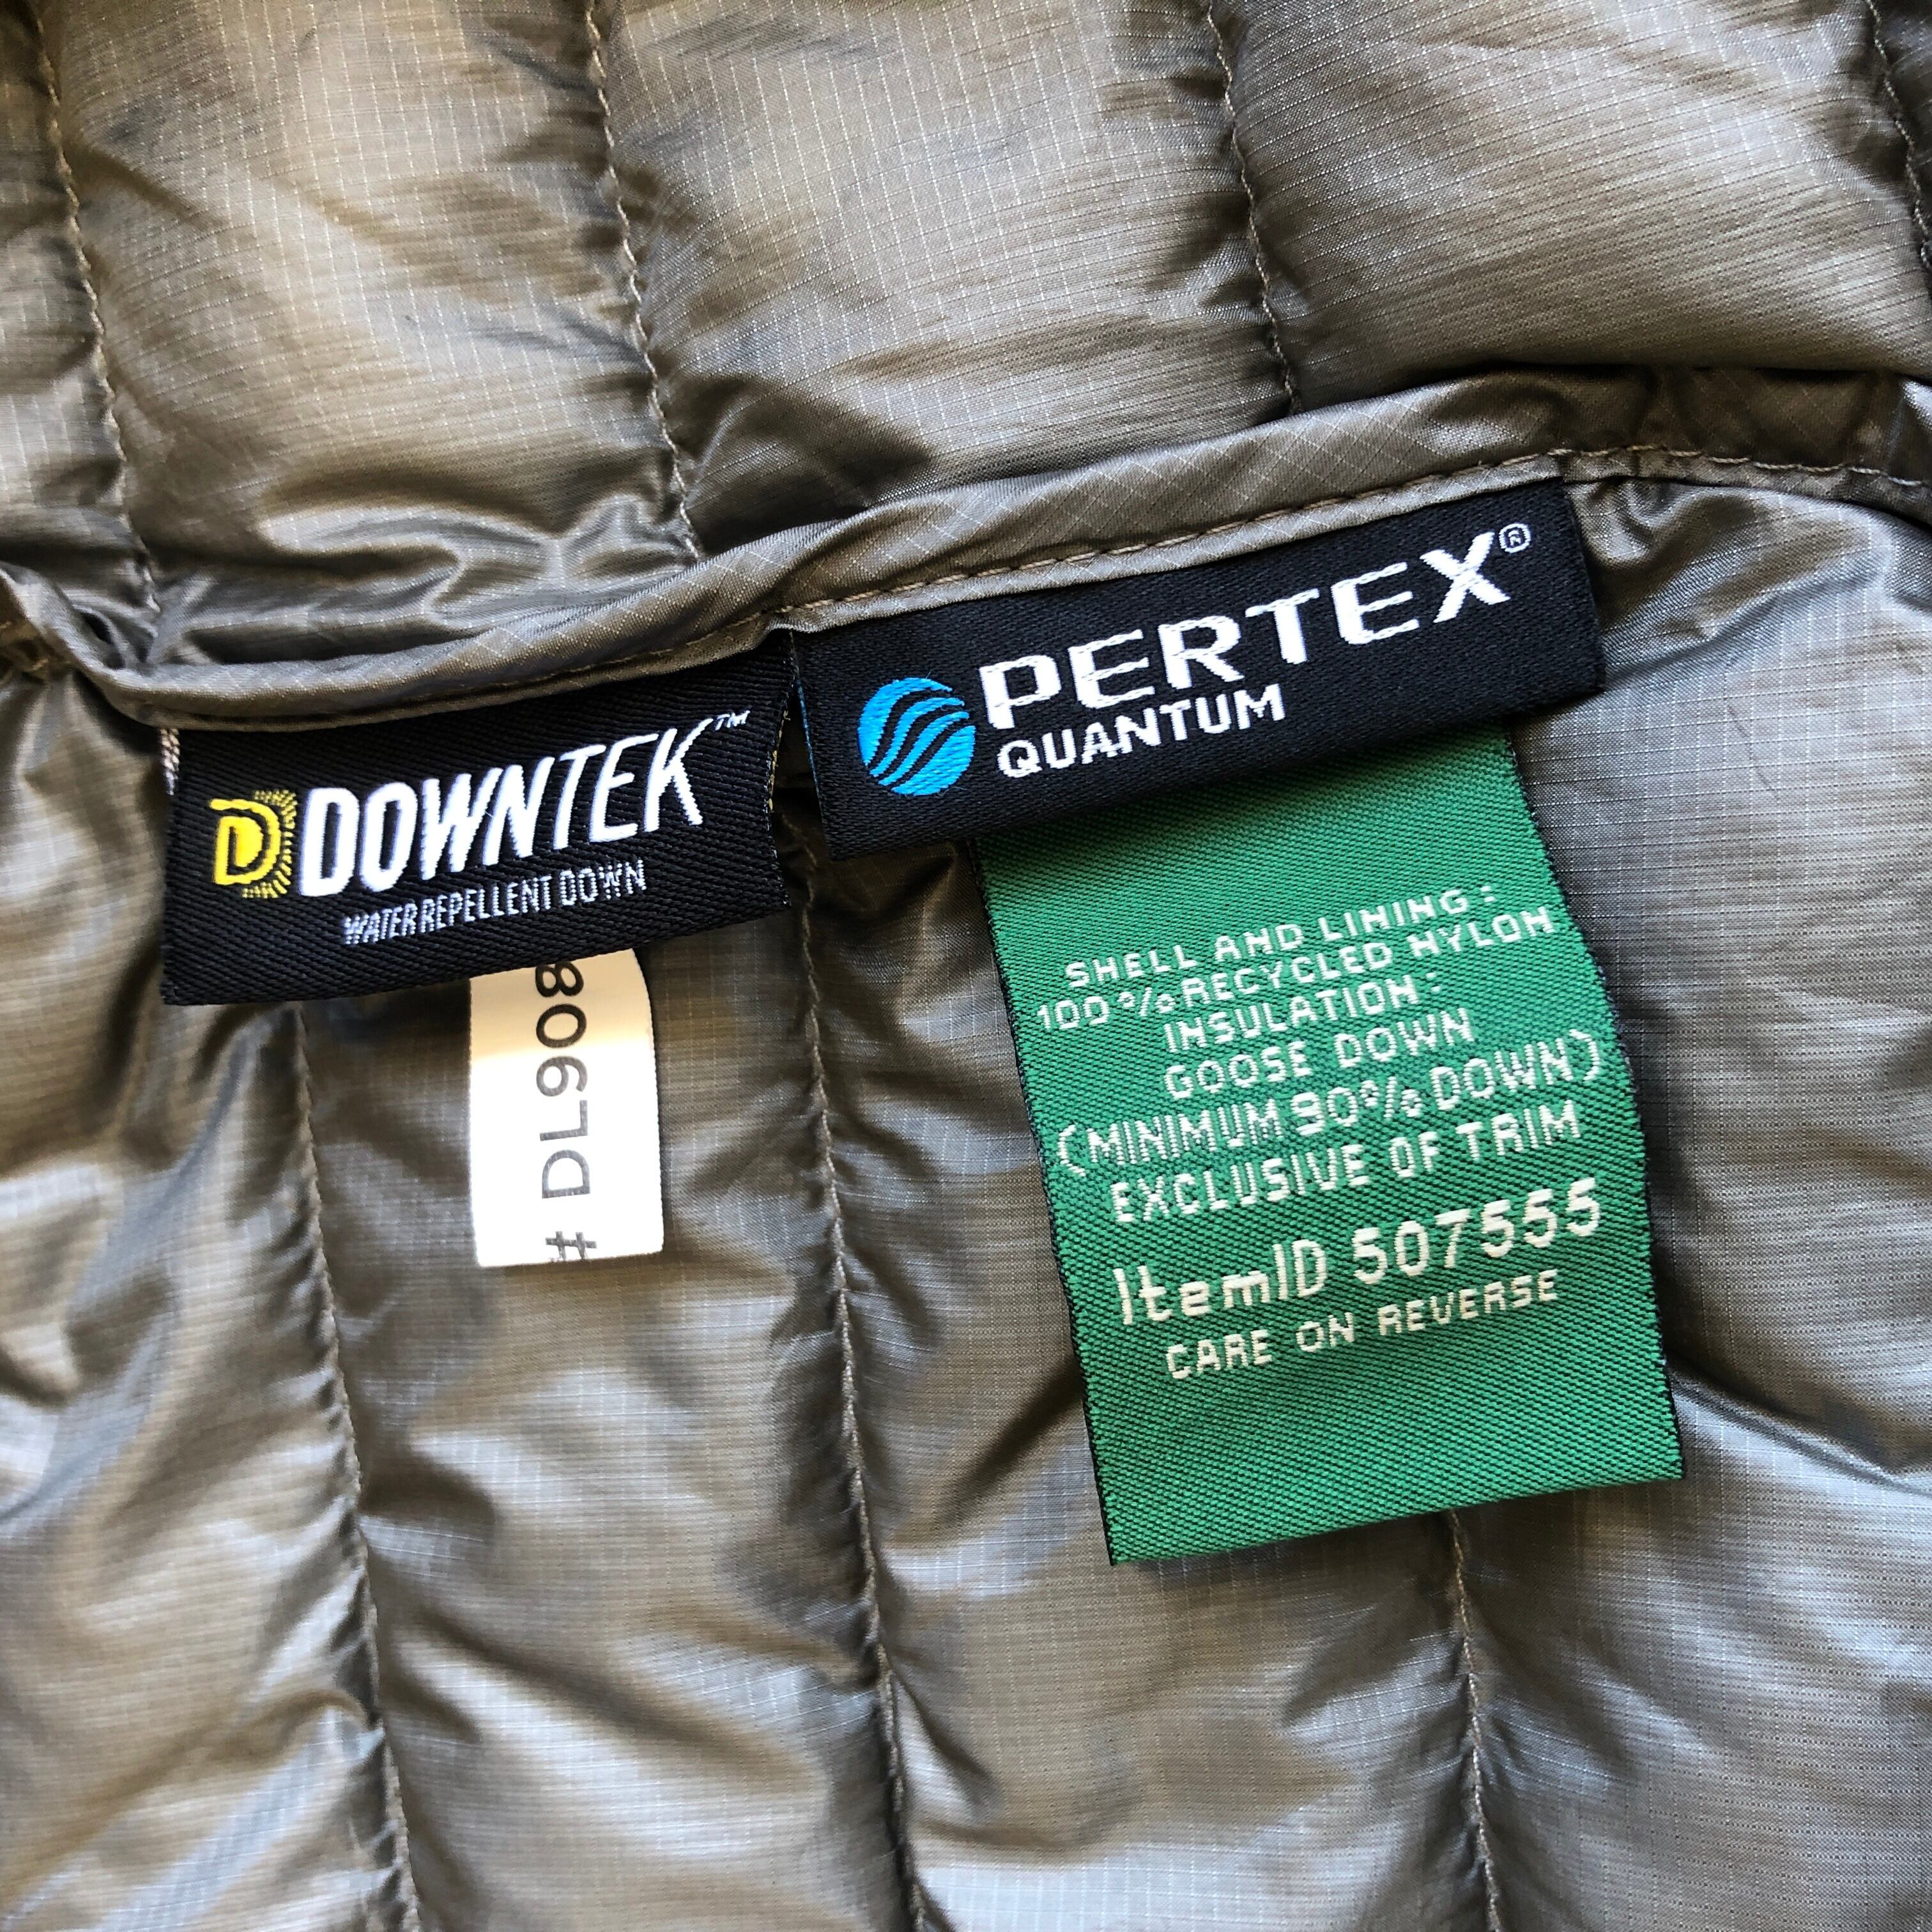 DOWNTEK™
WATER REPELLENT DOWN
PERTEX®
QUANTUM
# DL908
SHELL AND LINING:
100% RECYCLED NYLON
INSULATION:
GOOSE DOWN
(MINIMUM 90% DOWN)
EXCLUSIVE OF TRIM
ItemID 507555
CARE ON REVERSE